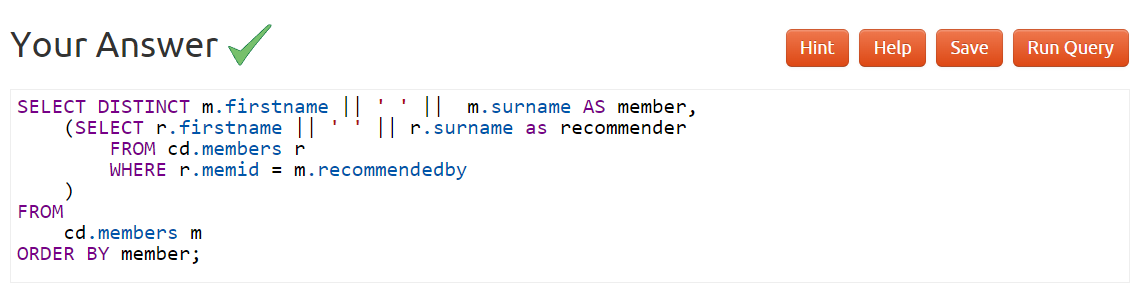 Your Answer
Hint Help Save Run Query
SELECT DISTINCT m.firstname || ' ' ||  m.surname AS member,
    (SELECT r.firstname || ' ' || r.surname as recommender
        FROM cd.members r
        WHERE r.memid = m.recommendedby
    )
FROM
    cd.members m
ORDER BY member;